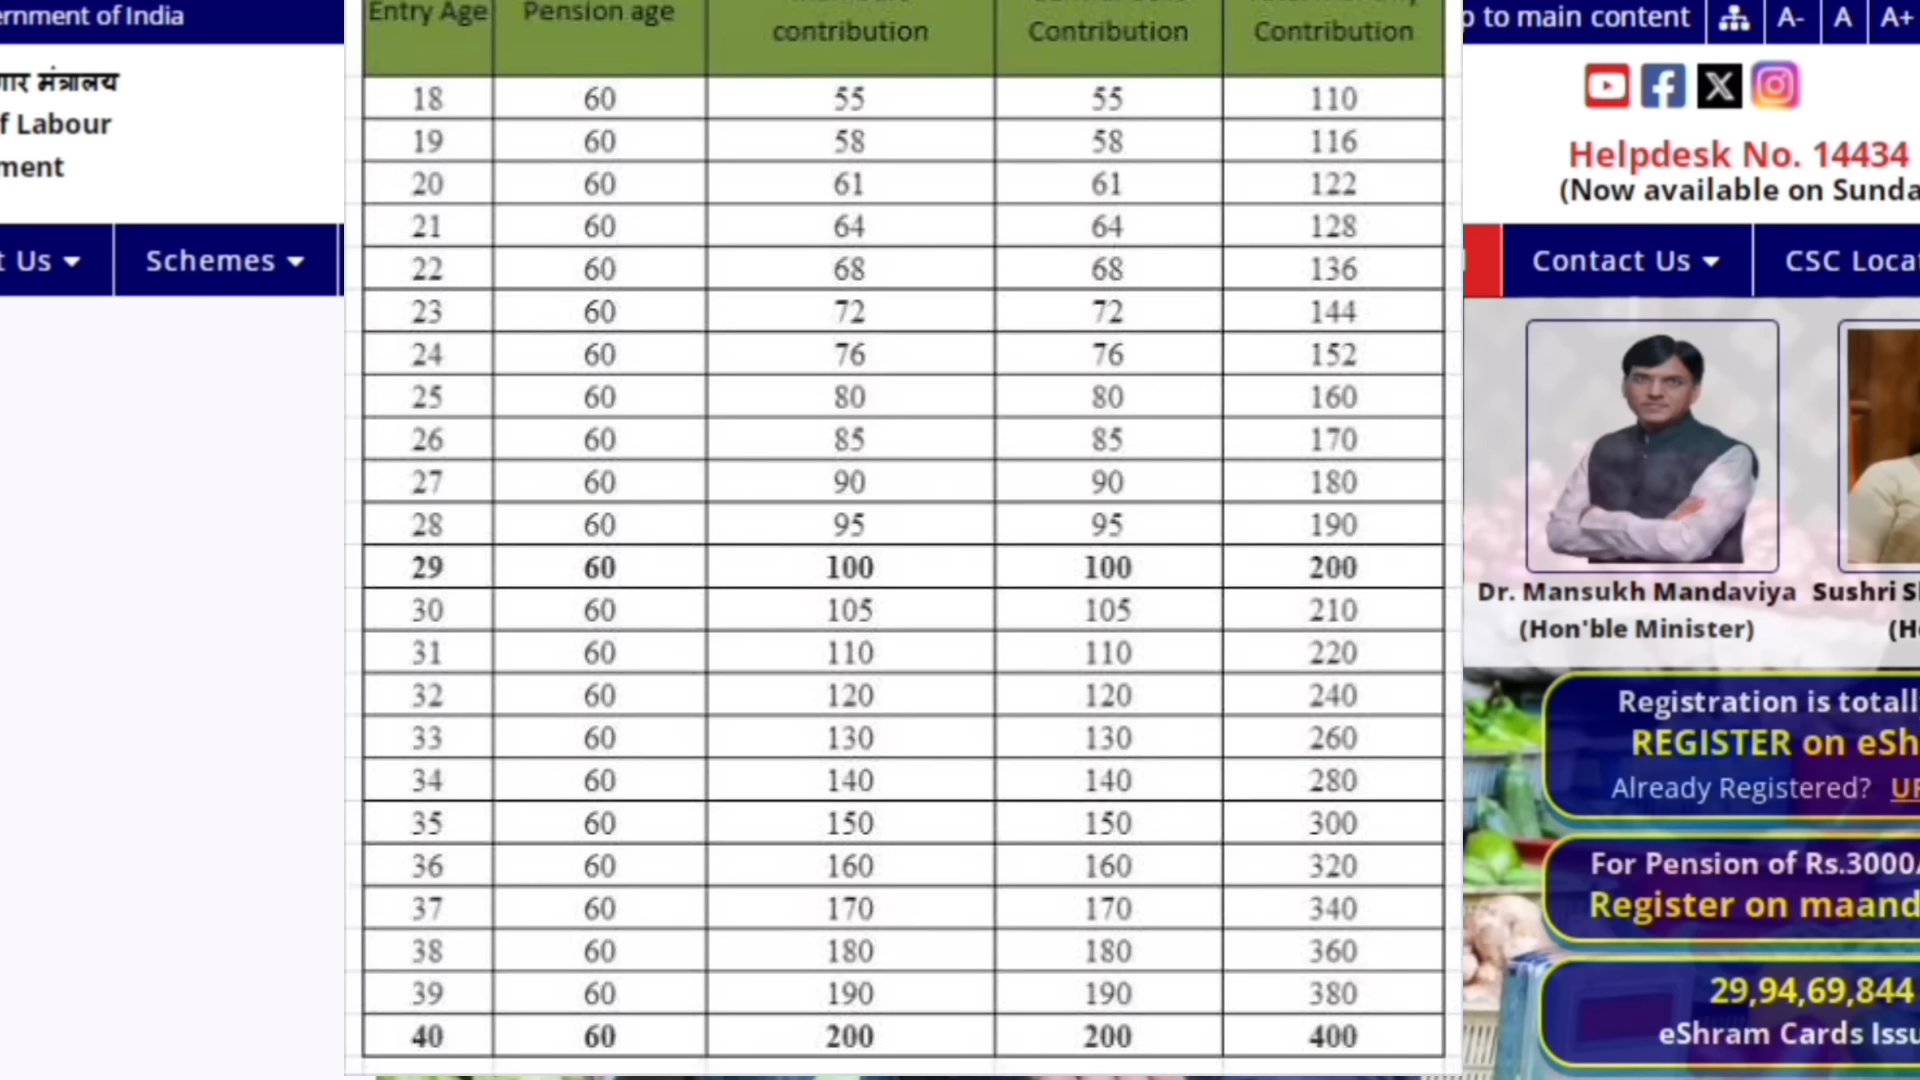 ernment of India
ार मंत्रालय
f Labour
ment
t Us
Schemes
Entry Age Pension age contribution Contribution Contribution
18 60 55 55 110
19 60 58 58 116
20 60 61 61 122
21 60 64 64 128
22 60 68 68 136
23 60 72 72 144
24 60 76 76 152
25 60 80 80 160
26 60 85 85 170
27 60 90 90 180
28 60 95 95 190
29 60 100 100 200
30 60 105 105 210
31 60 110 110 220
32 60 120 120 240
33 60 130 130 260
34 60 140 140 280
35 60 150 150 300
36 60 160 160 320
37 60 170 170 340
38 60 180 180 360
39 60 190 190 380
40 60 200 200 400
p to main content A- A A+
Helpdesk No. 14434
(Now available on Sunda
Contact Us CSC Loca
Dr. Mansukh Mandaviya Sushri S
(Hon'ble Minister) (H
Registration is totall
REGISTER on eSh
Already Registered? UP
For Pension of Rs.3000/
Register on maand
29,94,69,844
eShram Cards Issu